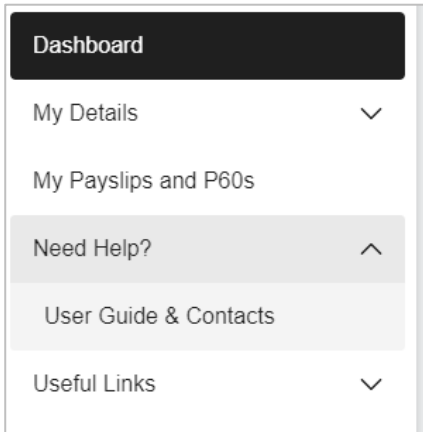 Dashboard
My Details
My Payslips and P60s
Need Help?
User Guide & Contacts
Useful Links